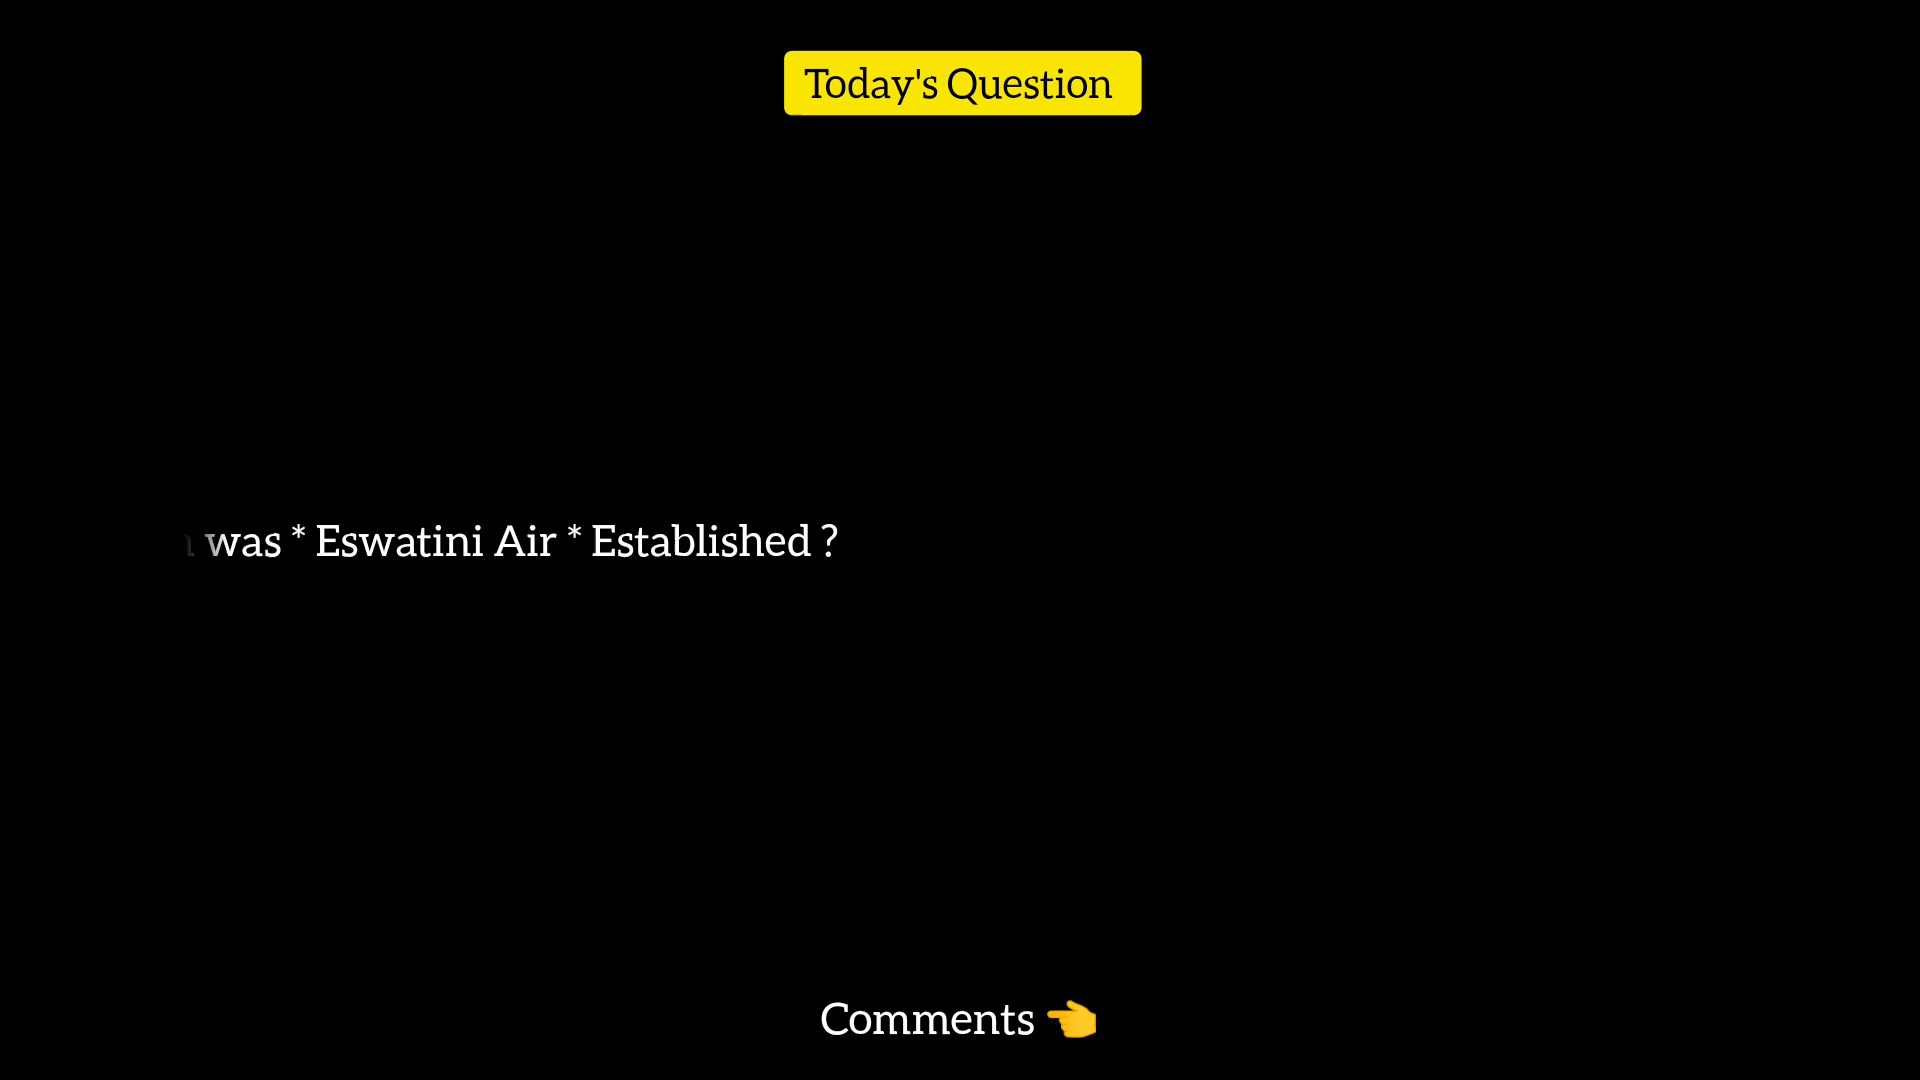 Today's Question
was * Eswatini Air * Established ?
Comments 👈